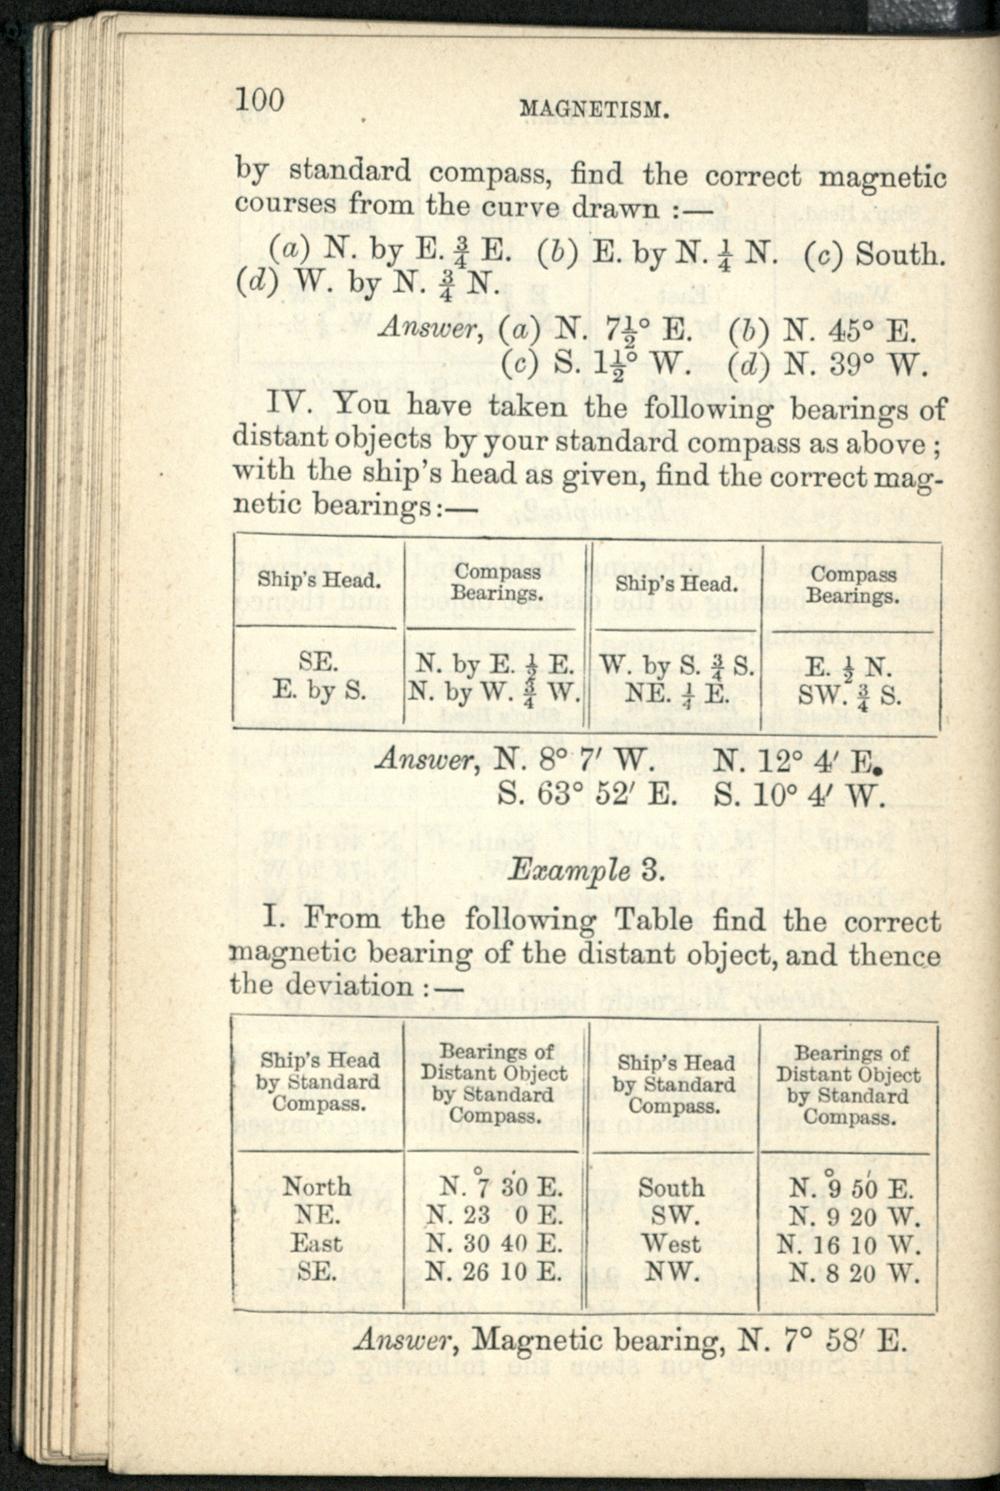 100
MAGNETISM.
by standard compass, find the correct magnetic
courses from the curve drawn :—
(a) N. by E. ¾ E. (b) E. by N. ¼ N. (c) South.
(d) W. by N. ¾ N.
Answer, (a) N. 7½° E. (b) N. 45° E.
(c) S. 1½° W. (d) N. 39° W.
IV. You have taken the following bearings of
distant objects by your standard compass as above ;
with the ship's head as given, find the correct mag-
netic bearings:—
Ship's Head. | Compass Bearings. | Ship's Head. | Compass Bearings.
SE. | N. by E. ½ E. | W. by S. ¾ S. | E. ½ N.
E. by S. | N. by W. ¾ W. | NE. ¼ E. | SW. ¾ S.
Answer, N. 8° 7′ W. N. 12° 4′ E.
S. 63° 52′ E. S. 10° 4′ W.
Example 3.
I. From the following Table find the correct
magnetic bearing of the distant object, and thence
the deviation :—
Ship's Head by Standard Compass. | Bearings of Distant Object by Standard Compass. | Ship's Head by Standard Compass. | Bearings of Distant Object by Standard Compass.
North | N. 7° 30′ E. | South | N. 9° 50′ E.
NE. | N. 23 0 E. | SW. | N. 9 20 W.
East | N. 30 40 E. | West | N. 16 10 W.
SE. | N. 26 10 E. | NW. | N. 8 20 W.
Answer, Magnetic bearing, N. 7° 58′ E.